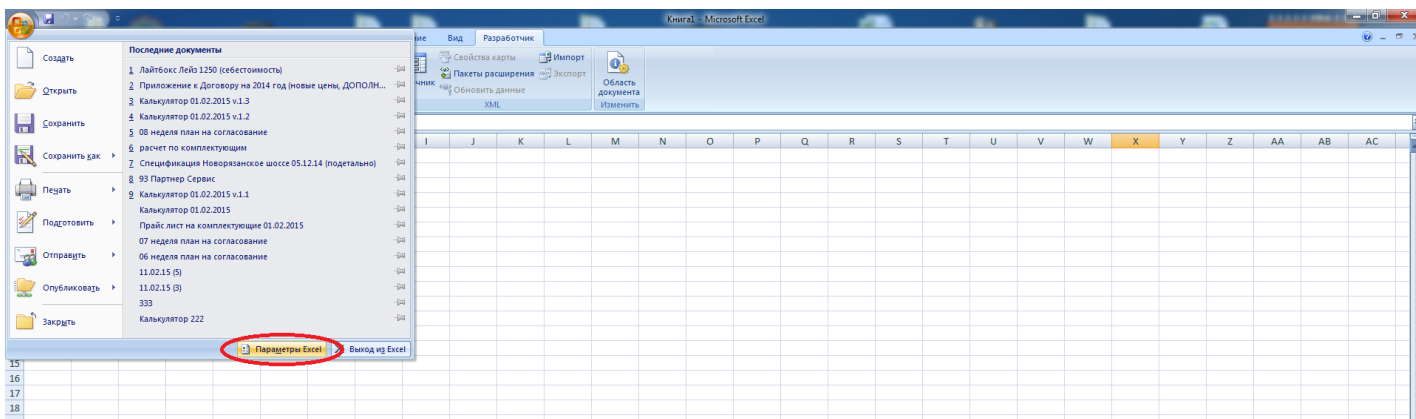 Книга1 - Microsoft Excel
Вид Разработчик
Свойства карты Импорт
Пакеты расширения Экспорт
Обновить данные
Область
документа
XML Изменить
Создать
Открыть
Сохранить
Сохранить как
Печать
Подготовить
Отправить
Опубликовать
Закрыть
Последние документы
1 Лайтбокс Лейз 1250 (себестоимость)
2 Приложение к Договору на 2014 год (новые цены, ДОПОЛН...
3 Калькулятор 01.02.2015 v.1.3
4 Калькулятор 01.02.2015 v.1.2
5 08 неделя план на согласование
6 расчет по комплектующим
7 Спецификация Новорязанское шоссе 05.12.14 (подетально)
8 93 Партнер Сервис
9 Калькулятор 01.02.2015 v.1.1
Калькулятор 01.02.2015
Прайс лист на комплектующие 01.02.2015
07 неделя план на согласование
06 неделя план на согласование
11.02.15 (5)
11.02.15 (3)
333
Калькулятор 222
Параметры Excel Выход из Excel
I J K L M N O P Q R S T U V W X Y Z AA AB AC
15
16
17
18